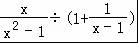 x/(x²－1) ÷ (1+1/(x－1))